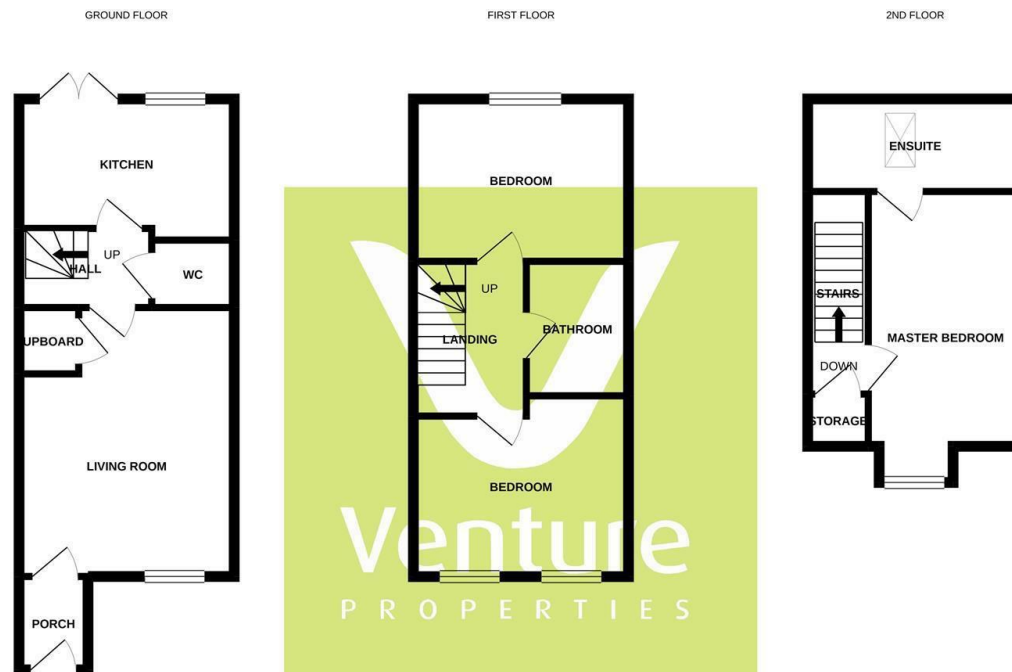 GROUND FLOOR
FIRST FLOOR
2ND FLOOR
KITCHEN
UP
HALL
WC
UPBOARD
LIVING ROOM
PORCH
BEDROOM
UP
LANDING
BATHROOM
BEDROOM
ENSUITE
STAIRS
MASTER BEDROOM
DOWN
STORAGE
Venture
PROPERTIES